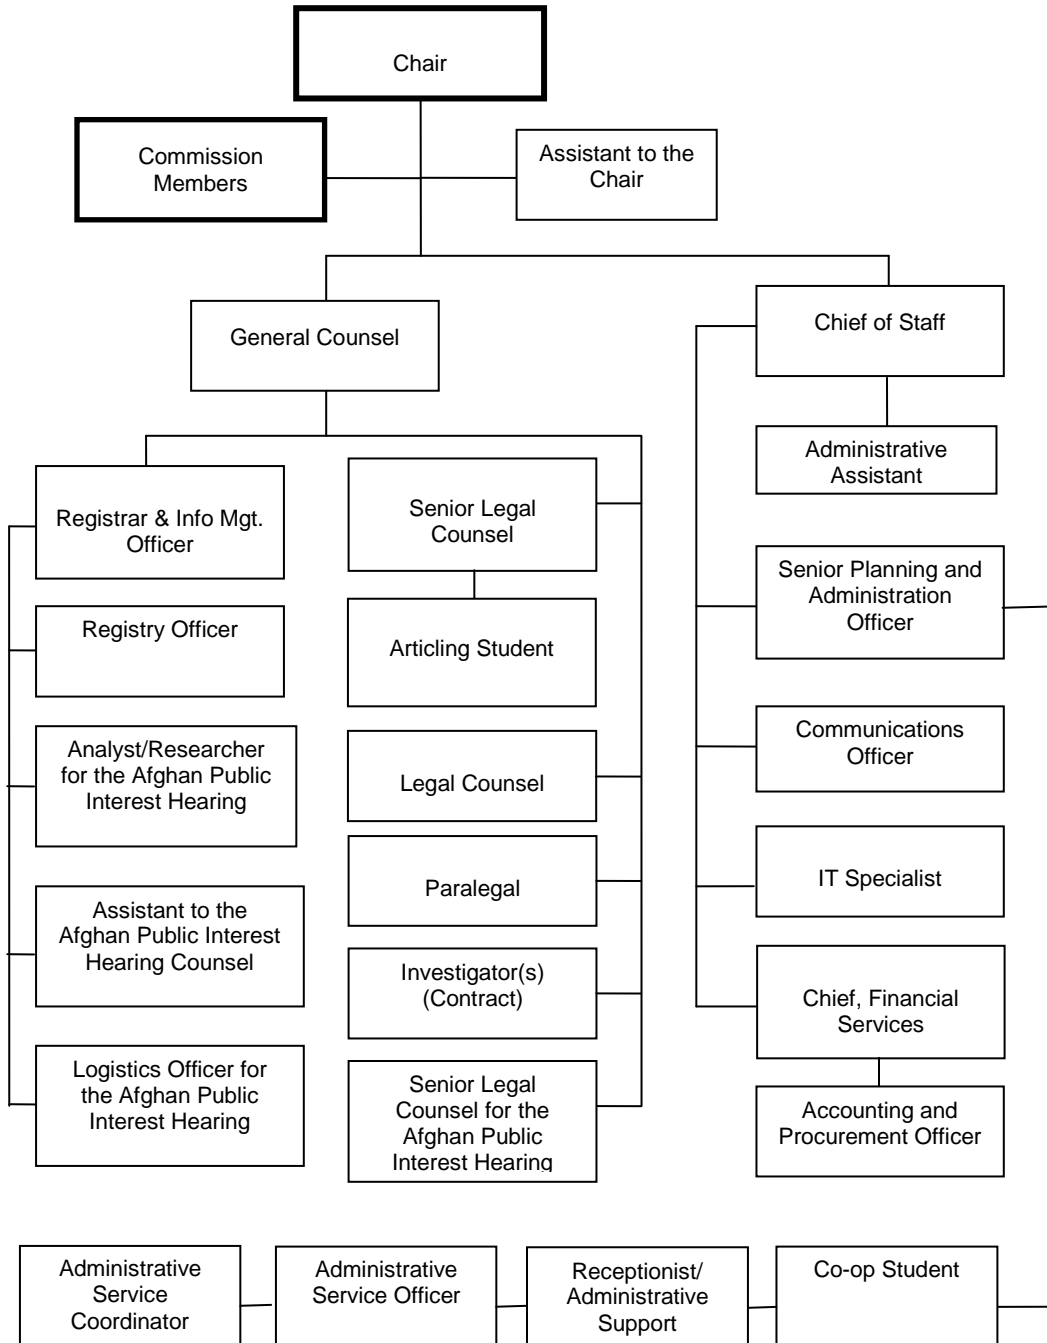 Chair
Commission
Members
Assistant to the
Chair
General Counsel
Chief of Staff
Administrative
Assistant
Registrar & Info Mgt.
Officer
Registry Officer
Analyst/Researcher
for the Afghan Public
Interest Hearing
Assistant to the
Afghan Public Interest
Hearing Counsel
Logistics Officer for
the Afghan Public
Interest Hearing
Senior Legal
Counsel
Articling Student
Legal Counsel
Paralegal
Investigator(s)
(Contract)
Senior Legal
Counsel for the
Afghan Public
Interest Hearing
Senior Planning and
Administration
Officer
Communications
Officer
IT Specialist
Chief, Financial
Services
Accounting and
Procurement Officer
Administrative
Service
Coordinator
Administrative
Service Officer
Receptionist/
Administrative
Support
Co-op Student